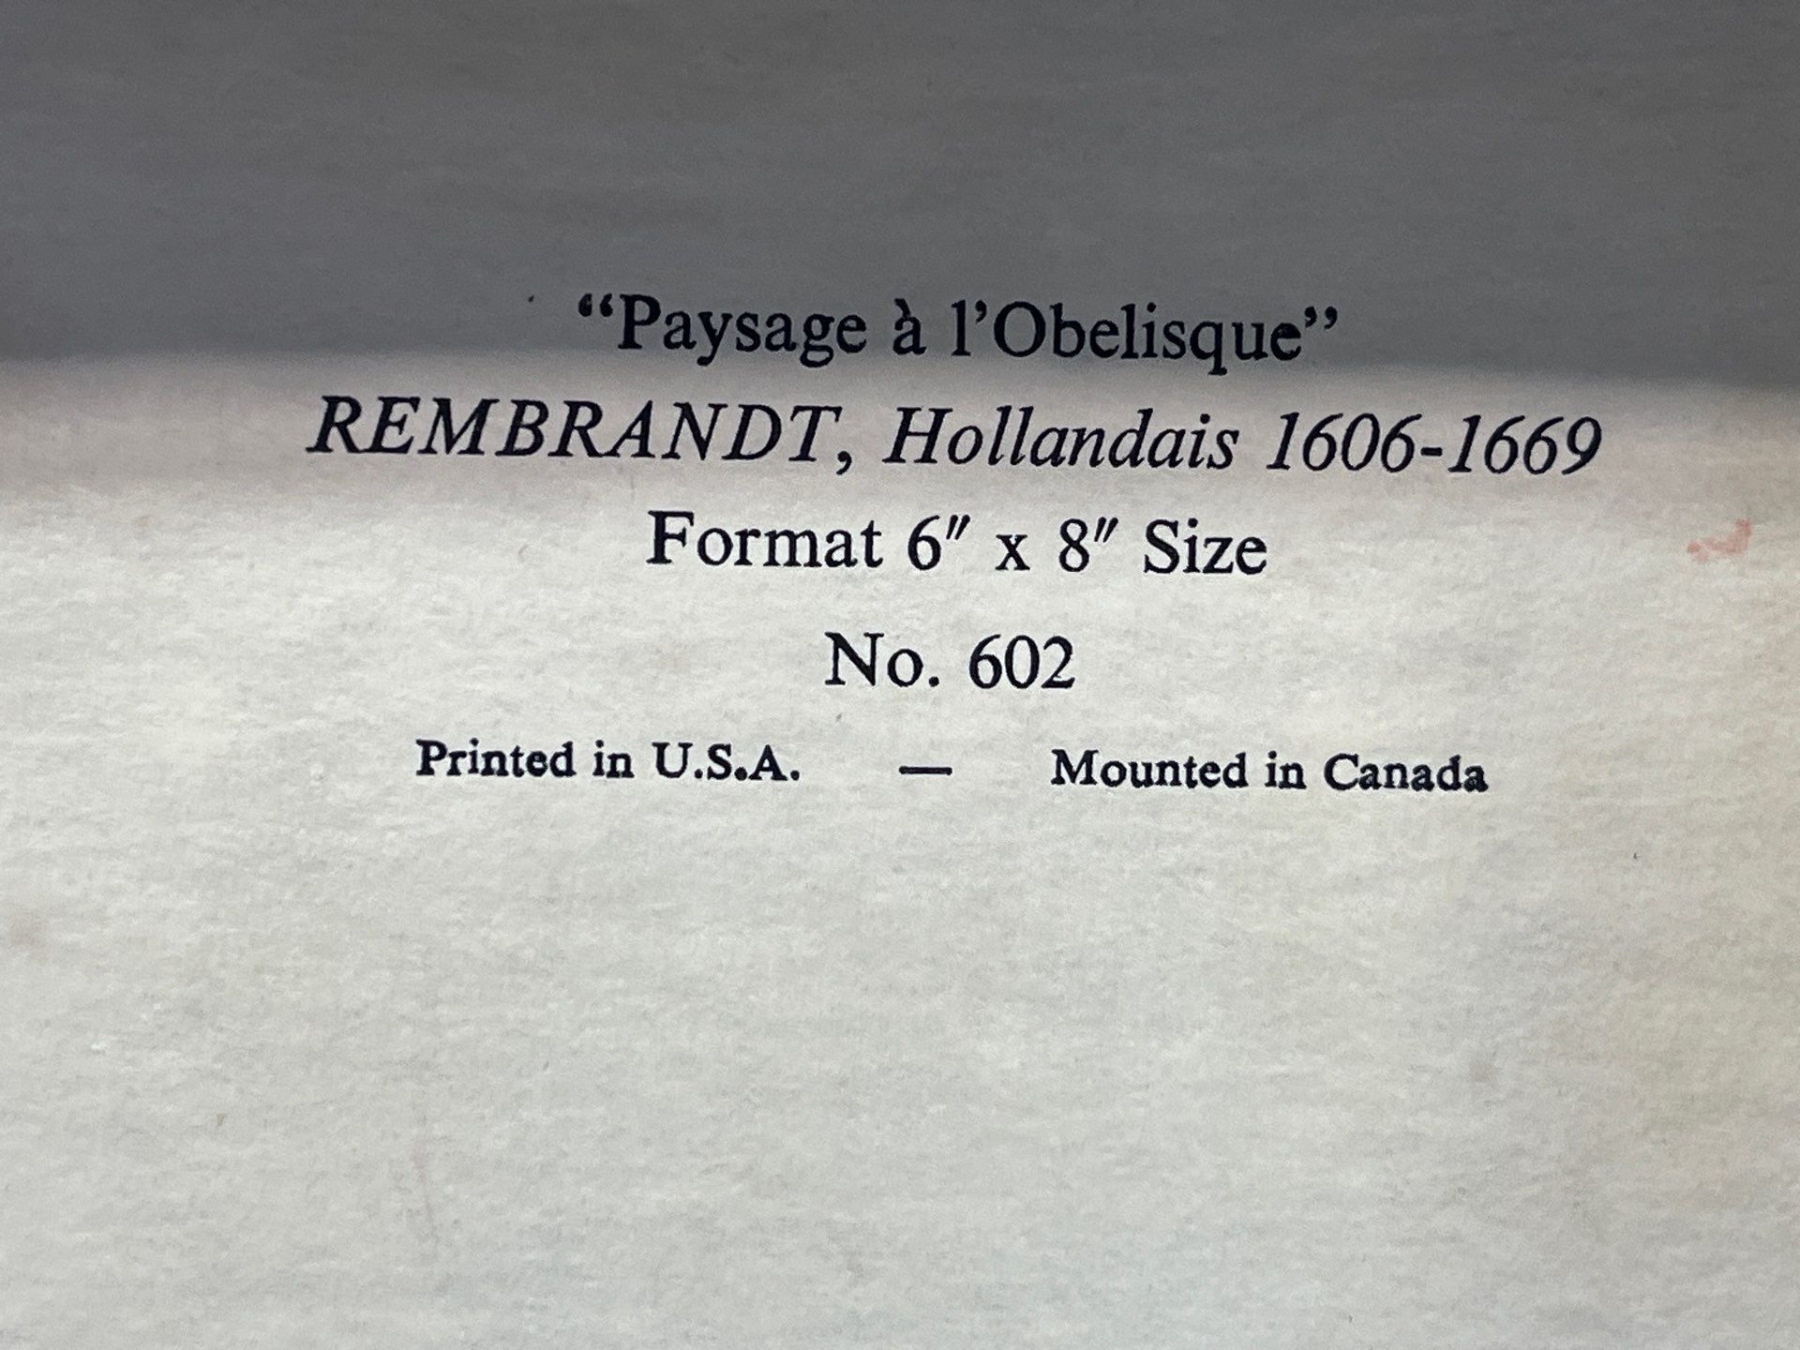 “Paysage à l’Obelisque”
REMBRANDT, Hollandais 1606-1669
Format 6″ x 8″ Size
No. 602
Printed in U.S.A. — Mounted in Canada